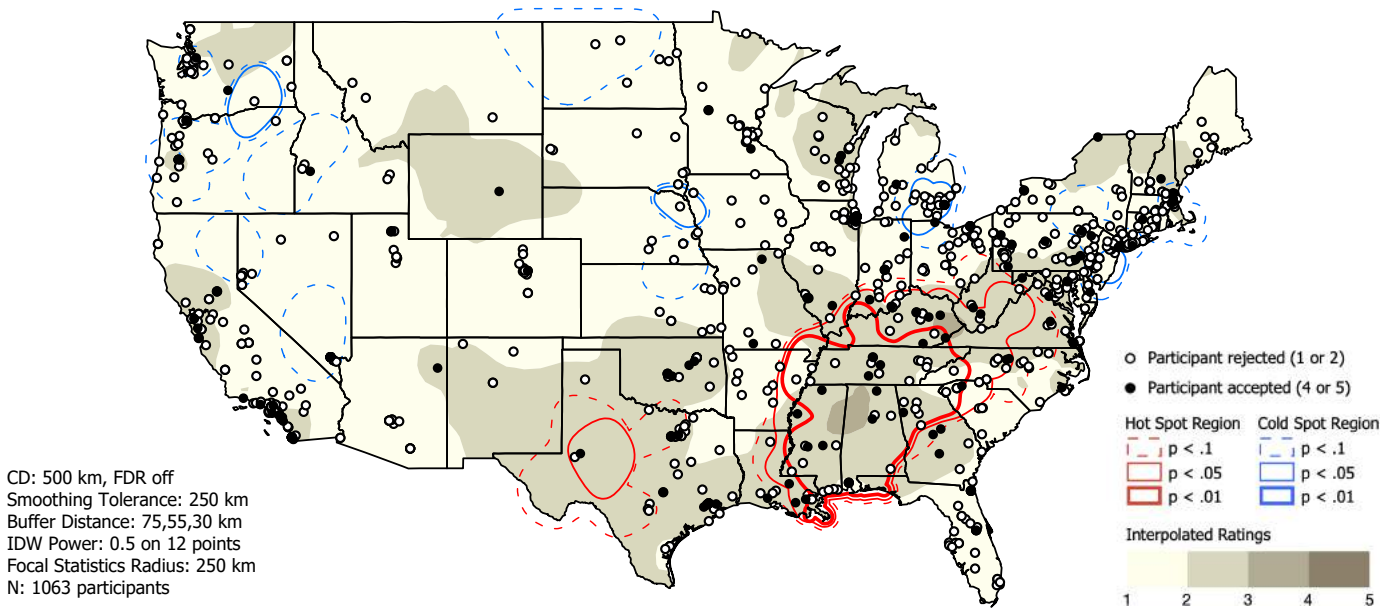 CD: 500 km, FDR off
Smoothing Tolerance: 250 km
Buffer Distance: 75,55,30 km
IDW Power: 0.5 on 12 points
Focal Statistics Radius: 250 km
N: 1063 participants
Participant rejected (1 or 2)
Participant accepted (4 or 5)
Hot Spot Region
p < .1
p < .05
p < .01
Cold Spot Region
p < .1
p < .05
p < .01
Interpolated Ratings
1 2 3 4 5